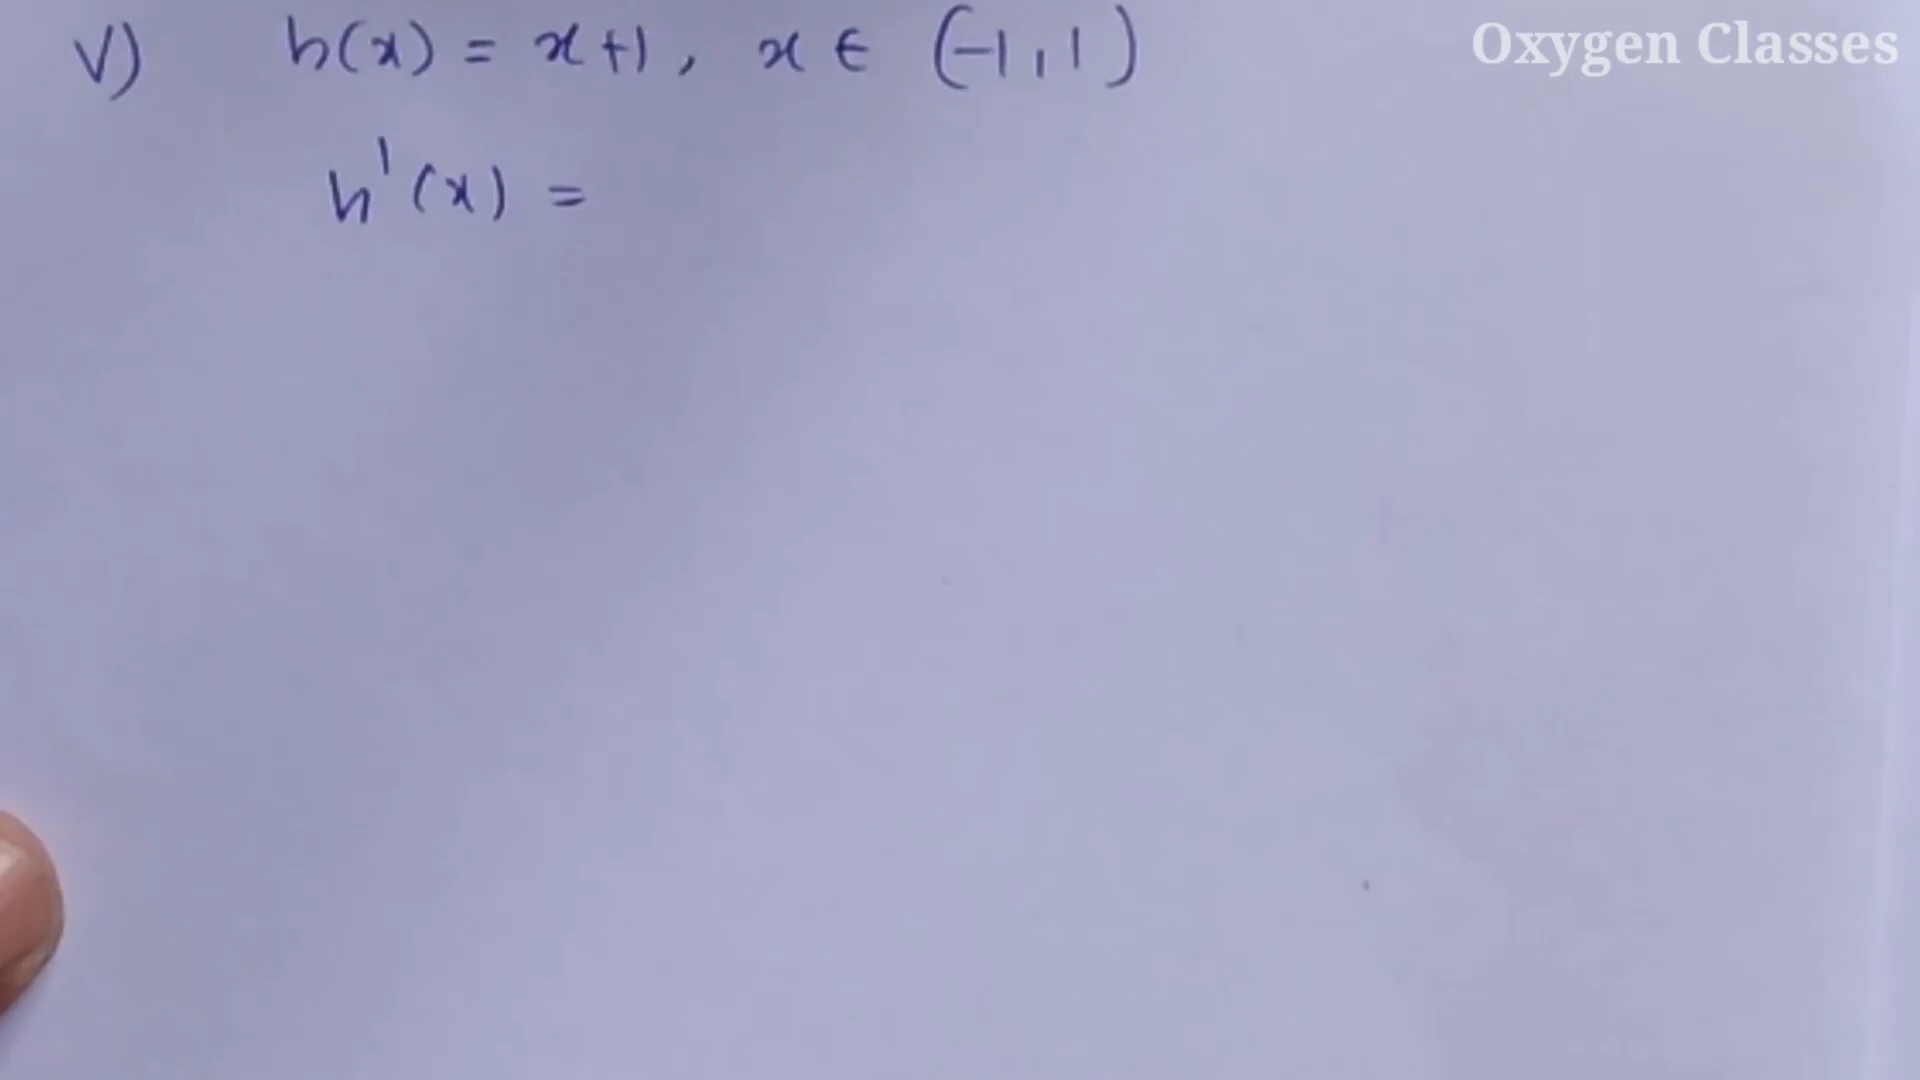 V) h(x) = x+1, x ∈ (-1,1)
Oxygen Classes
h'(x) =